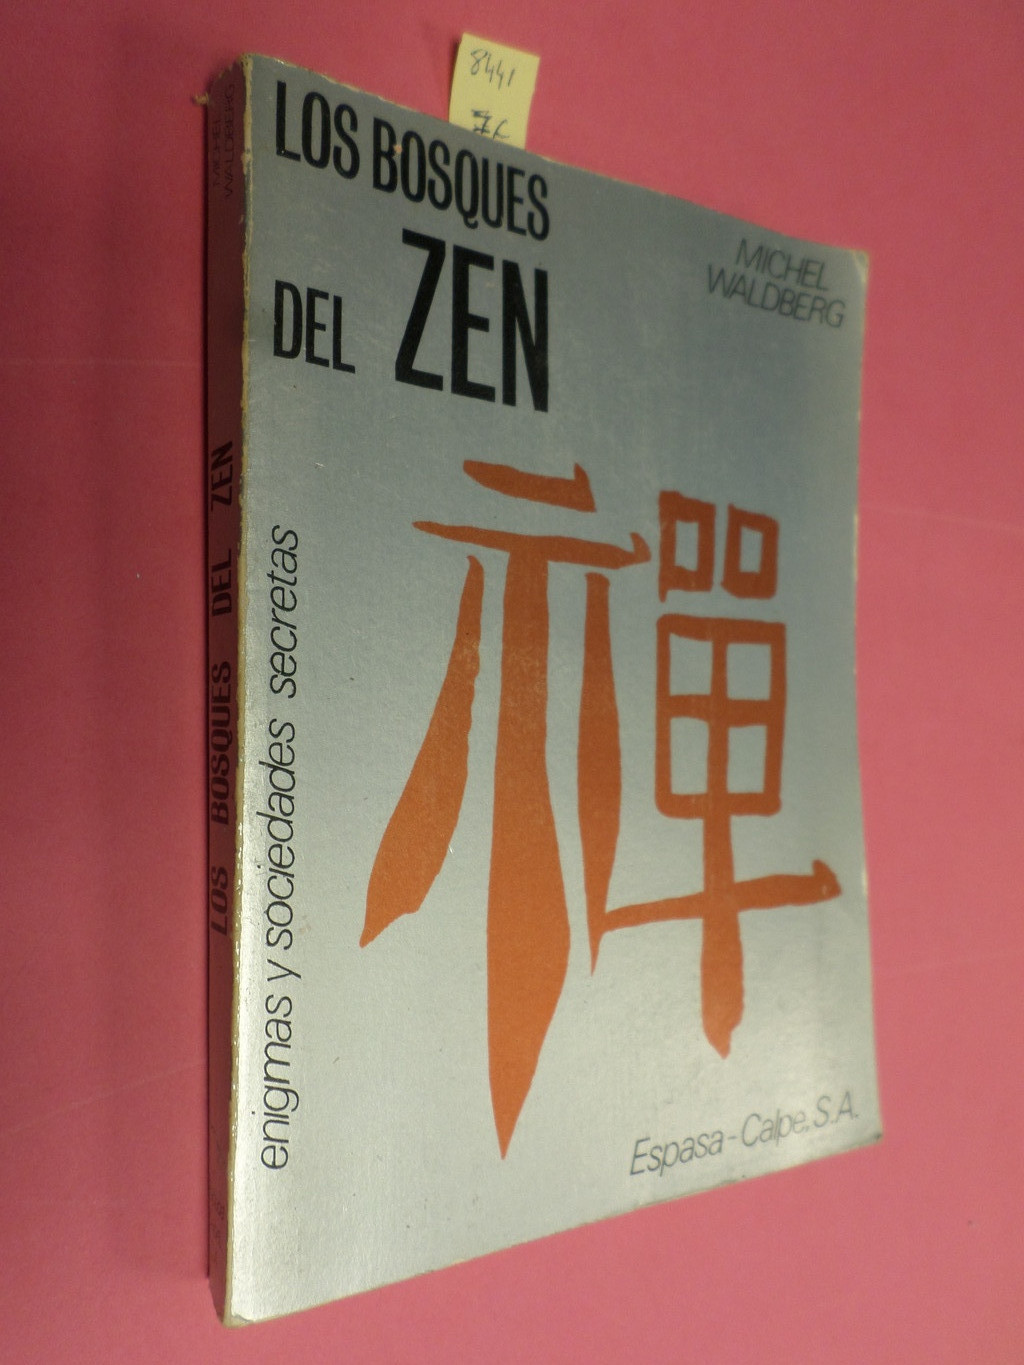 8441
LOS BOSQUES
DEL ZEN
MICHEL
WALDBERG
禪
enigmas y sociedades secretas
Espasa-Calpe, S.A.
MICHEL
WALDBERG
LOS BOSQUES DEL ZEN